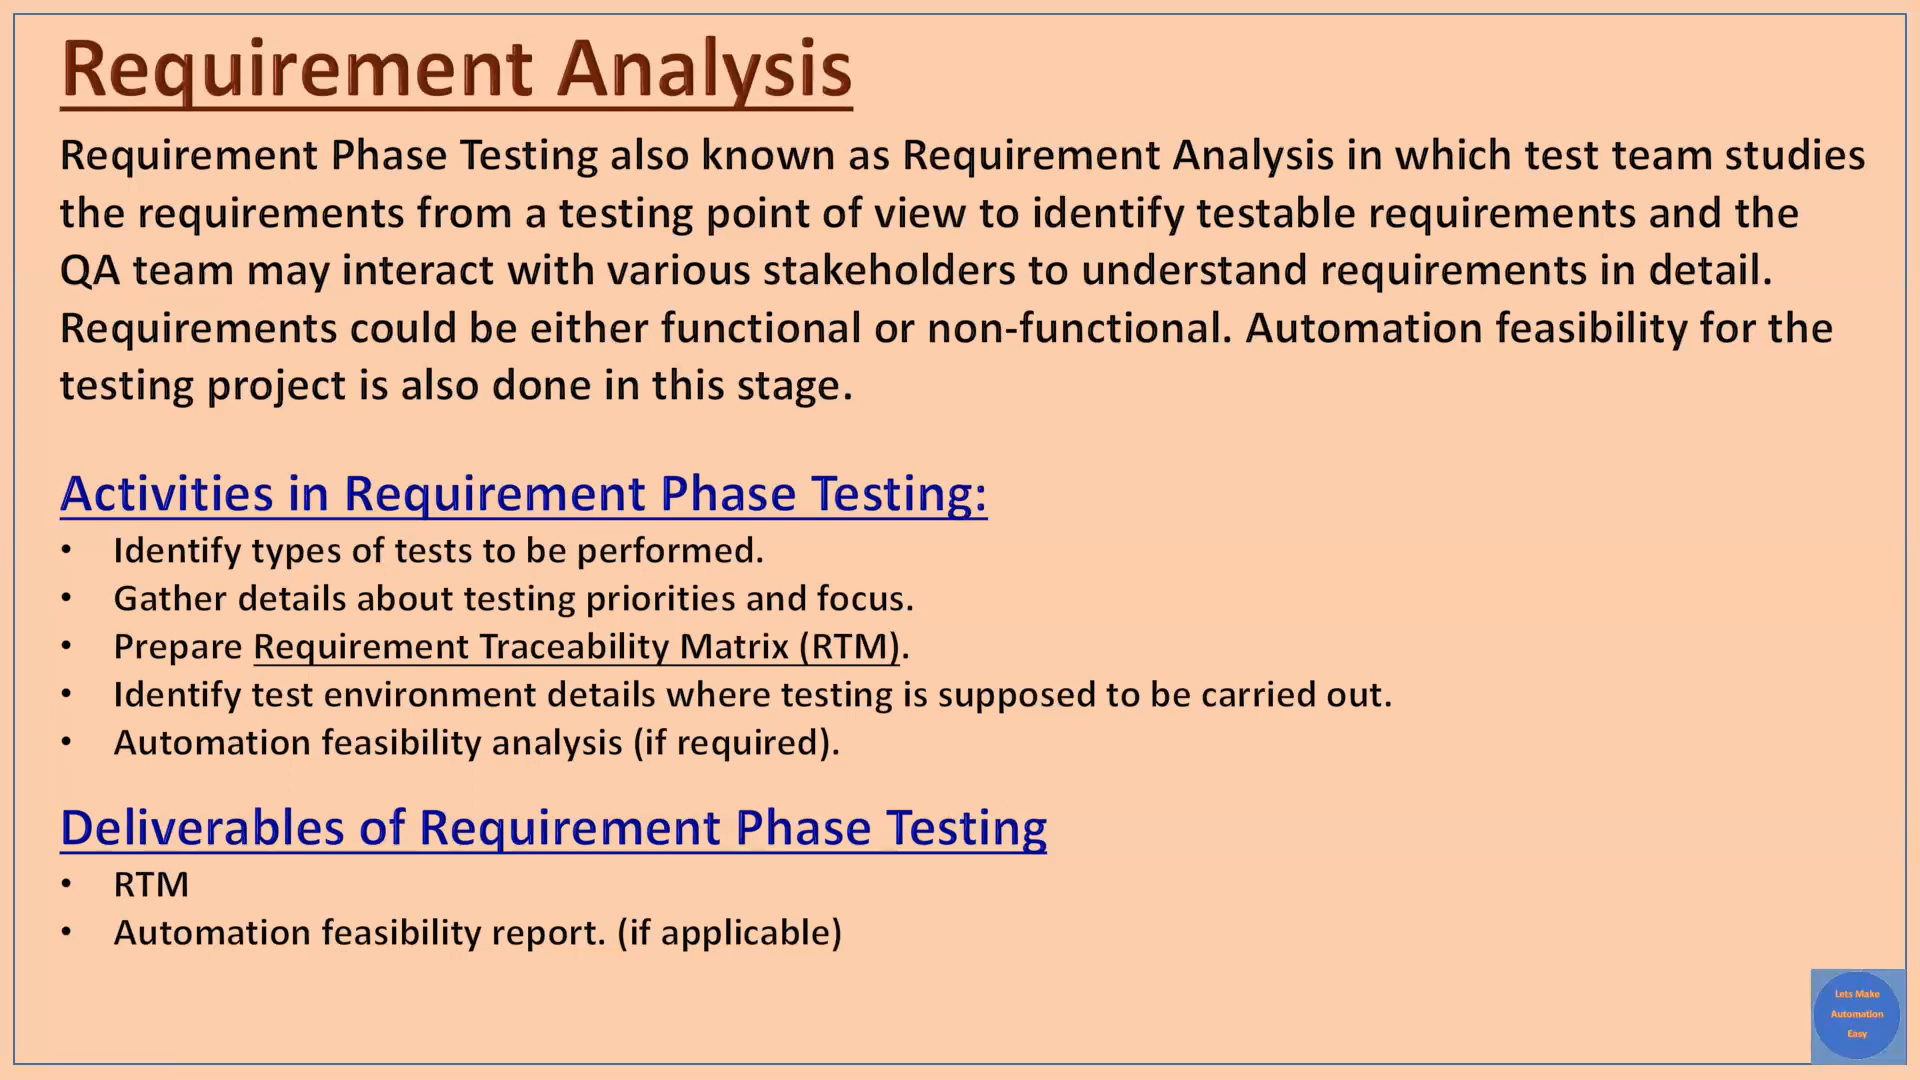 Requirement Analysis
Requirement Phase Testing also known as Requirement Analysis in which test team studies
the requirements from a testing point of view to identify testable requirements and the
QA team may interact with various stakeholders to understand requirements in detail.
Requirements could be either functional or non-functional. Automation feasibility for the
testing project is also done in this stage.
Activities in Requirement Phase Testing:
• Identify types of tests to be performed.
• Gather details about testing priorities and focus.
• Prepare Requirement Traceability Matrix (RTM).
• Identify test environment details where testing is supposed to be carried out.
• Automation feasibility analysis (if required).
Deliverables of Requirement Phase Testing
• RTM
• Automation feasibility report. (if applicable)
Lets Make
Automation
Easy